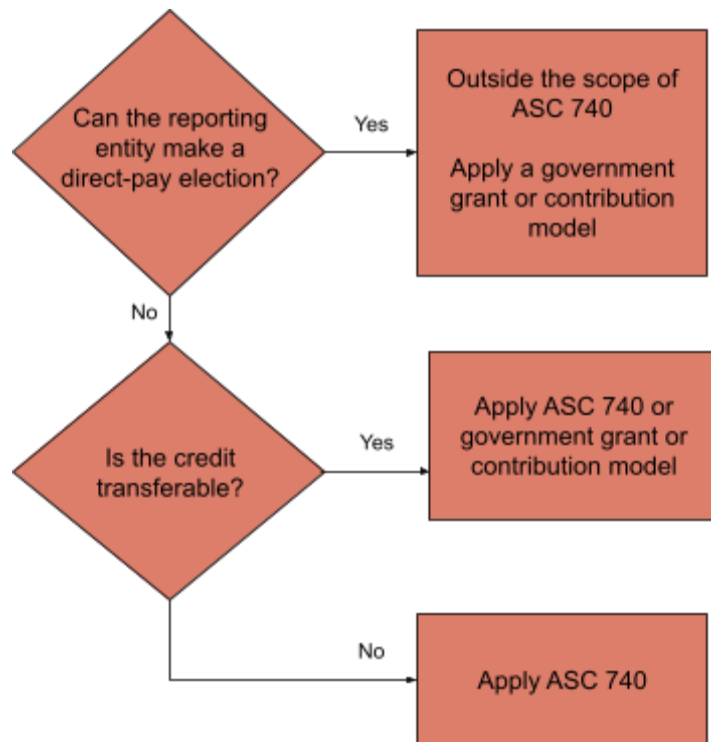 Can the reporting
entity make a
direct-pay election?
Yes
Outside the scope of
ASC 740
Apply a government
grant or contribution
model
No
Is the credit
transferable?
Yes
Apply ASC 740 or
government grant or
contribution model
No
Apply ASC 740